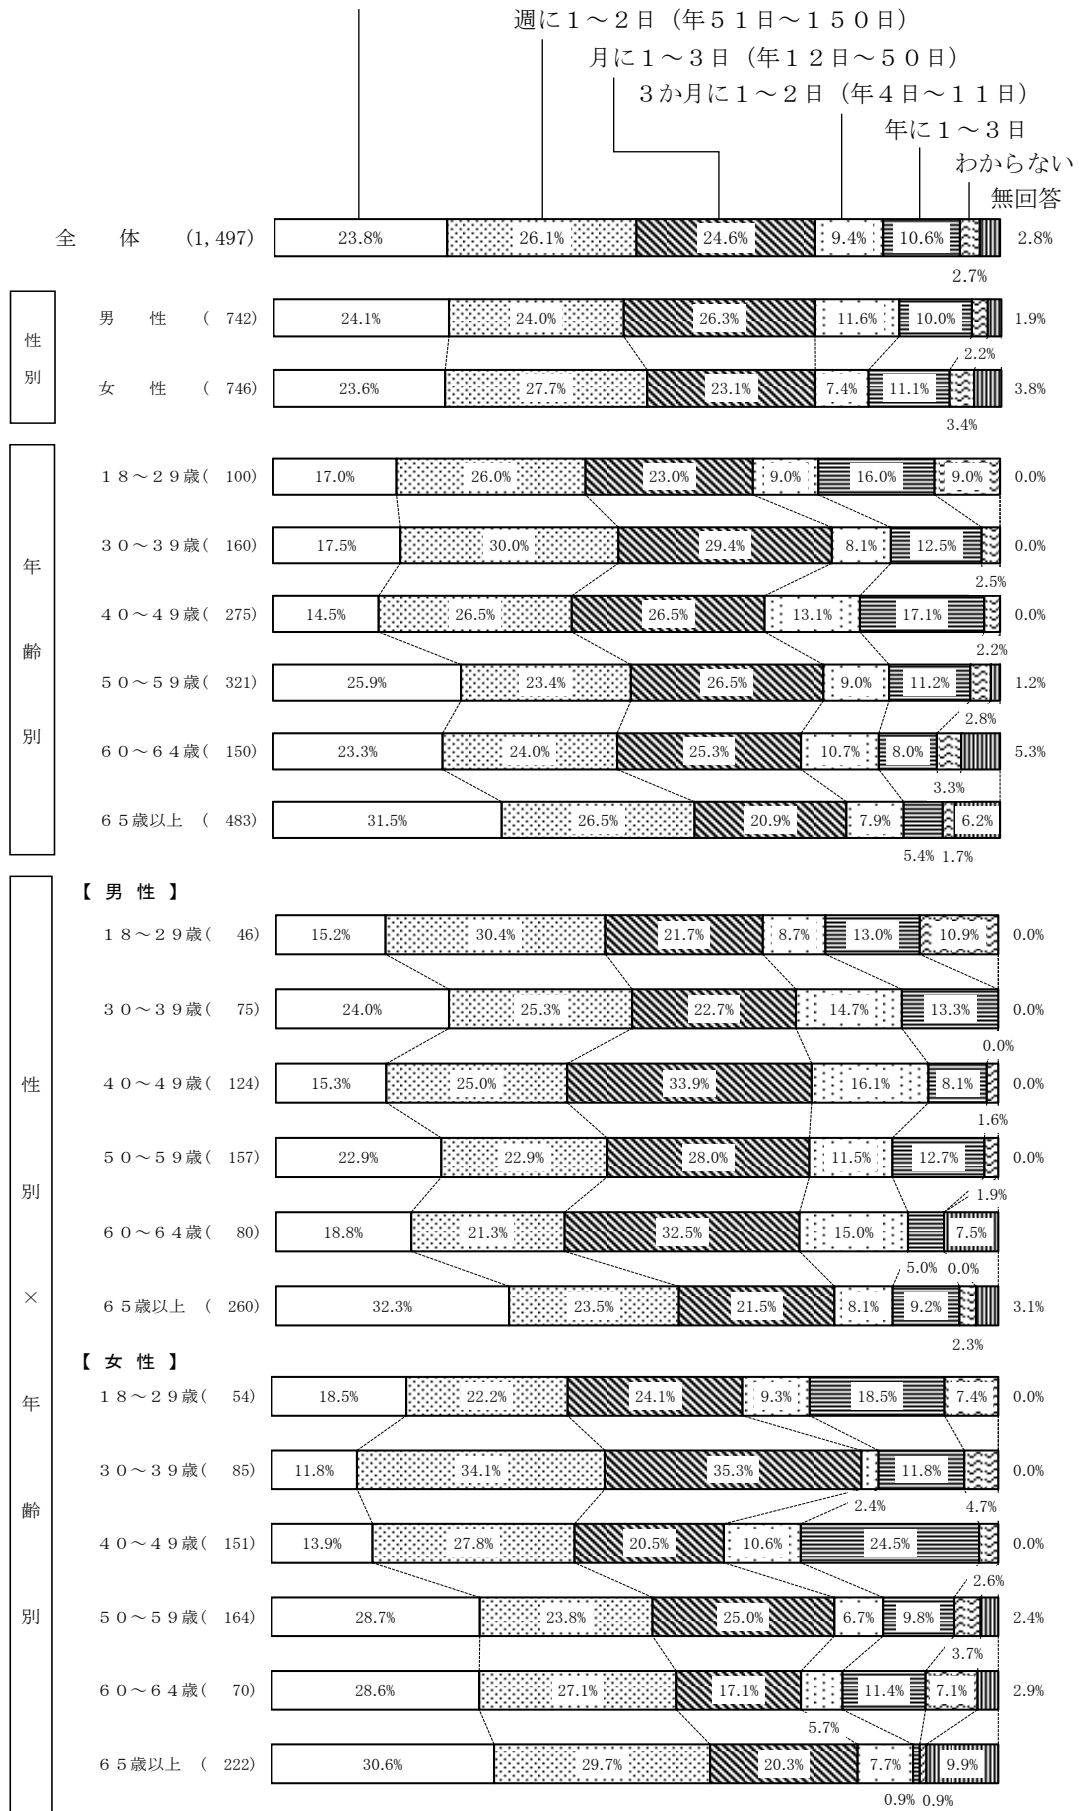 週に１～２日（年５１日～１５０日）
月に１～３日（年１２日～５０日）
３か月に１～２日（年４日～１１日）
年に１～３日
わからない
無回答
全 体 (1,497) 23.8% 26.1% 24.6% 9.4% 10.6% 2.8%
2.7%
性別
男 性 ( 742) 24.1% 24.0% 26.3% 11.6% 10.0% 1.9%
2.2%
女 性 ( 746) 23.6% 27.7% 23.1% 7.4% 11.1% 3.8%
3.4%
年齢別
１８～２９歳( 100) 17.0% 26.0% 23.0% 9.0% 16.0% 9.0% 0.0%
３０～３９歳( 160) 17.5% 30.0% 29.4% 8.1% 12.5% 0.0%
2.5%
４０～４９歳( 275) 14.5% 26.5% 26.5% 13.1% 17.1% 0.0%
2.2%
５０～５９歳( 321) 25.9% 23.4% 26.5% 9.0% 11.2% 1.2%
2.8%
６０～６４歳( 150) 23.3% 24.0% 25.3% 10.7% 8.0% 5.3%
3.3%
６５歳以上 ( 483) 31.5% 26.5% 20.9% 7.9% 6.2%
5.4% 1.7%
性別×年齢別
【 男 性 】
１８～２９歳( 46) 15.2% 30.4% 21.7% 8.7% 13.0% 10.9% 0.0%
３０～３９歳( 75) 24.0% 25.3% 22.7% 14.7% 13.3% 0.0%
0.0%
４０～４９歳( 124) 15.3% 25.0% 33.9% 16.1% 8.1% 0.0%
1.6%
５０～５９歳( 157) 22.9% 22.9% 28.0% 11.5% 12.7% 0.0%
1.9%
６０～６４歳( 80) 18.8% 21.3% 32.5% 15.0% 7.5%
5.0% 0.0%
６５歳以上 ( 260) 32.3% 23.5% 21.5% 8.1% 9.2% 3.1%
2.3%
【 女 性 】
１８～２９歳( 54) 18.5% 22.2% 24.1% 9.3% 18.5% 7.4% 0.0%
３０～３９歳( 85) 11.8% 34.1% 35.3% 11.8% 0.0%
2.4% 4.7%
４０～４９歳( 151) 13.9% 27.8% 20.5% 10.6% 24.5% 0.0%
2.6%
５０～５９歳( 164) 28.7% 23.8% 25.0% 6.7% 9.8% 2.4%
3.7%
６０～６４歳( 70) 28.6% 27.1% 17.1% 11.4% 7.1% 2.9%
5.7%
６５歳以上 ( 222) 30.6% 29.7% 20.3% 7.7% 9.9%
0.9% 0.9%